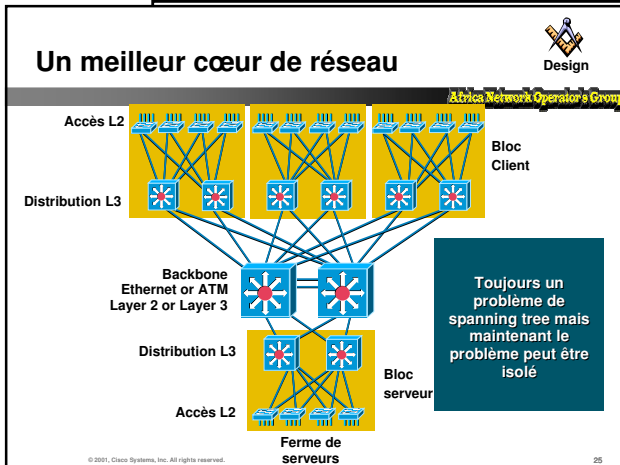 Un meilleur cœur de réseau
Design
Africa Network Operator's Group
Accès L2
Bloc
Client
Distribution L3
Backbone
Ethernet or ATM
Layer 2 or Layer 3
Toujours un
problème de
spanning tree mais
maintenant le
problème peut être
isolé
Distribution L3
Bloc
serveur
Accès L2
Ferme de
serveurs
© 2001, Cisco Systems, Inc. All rights reserved.
25